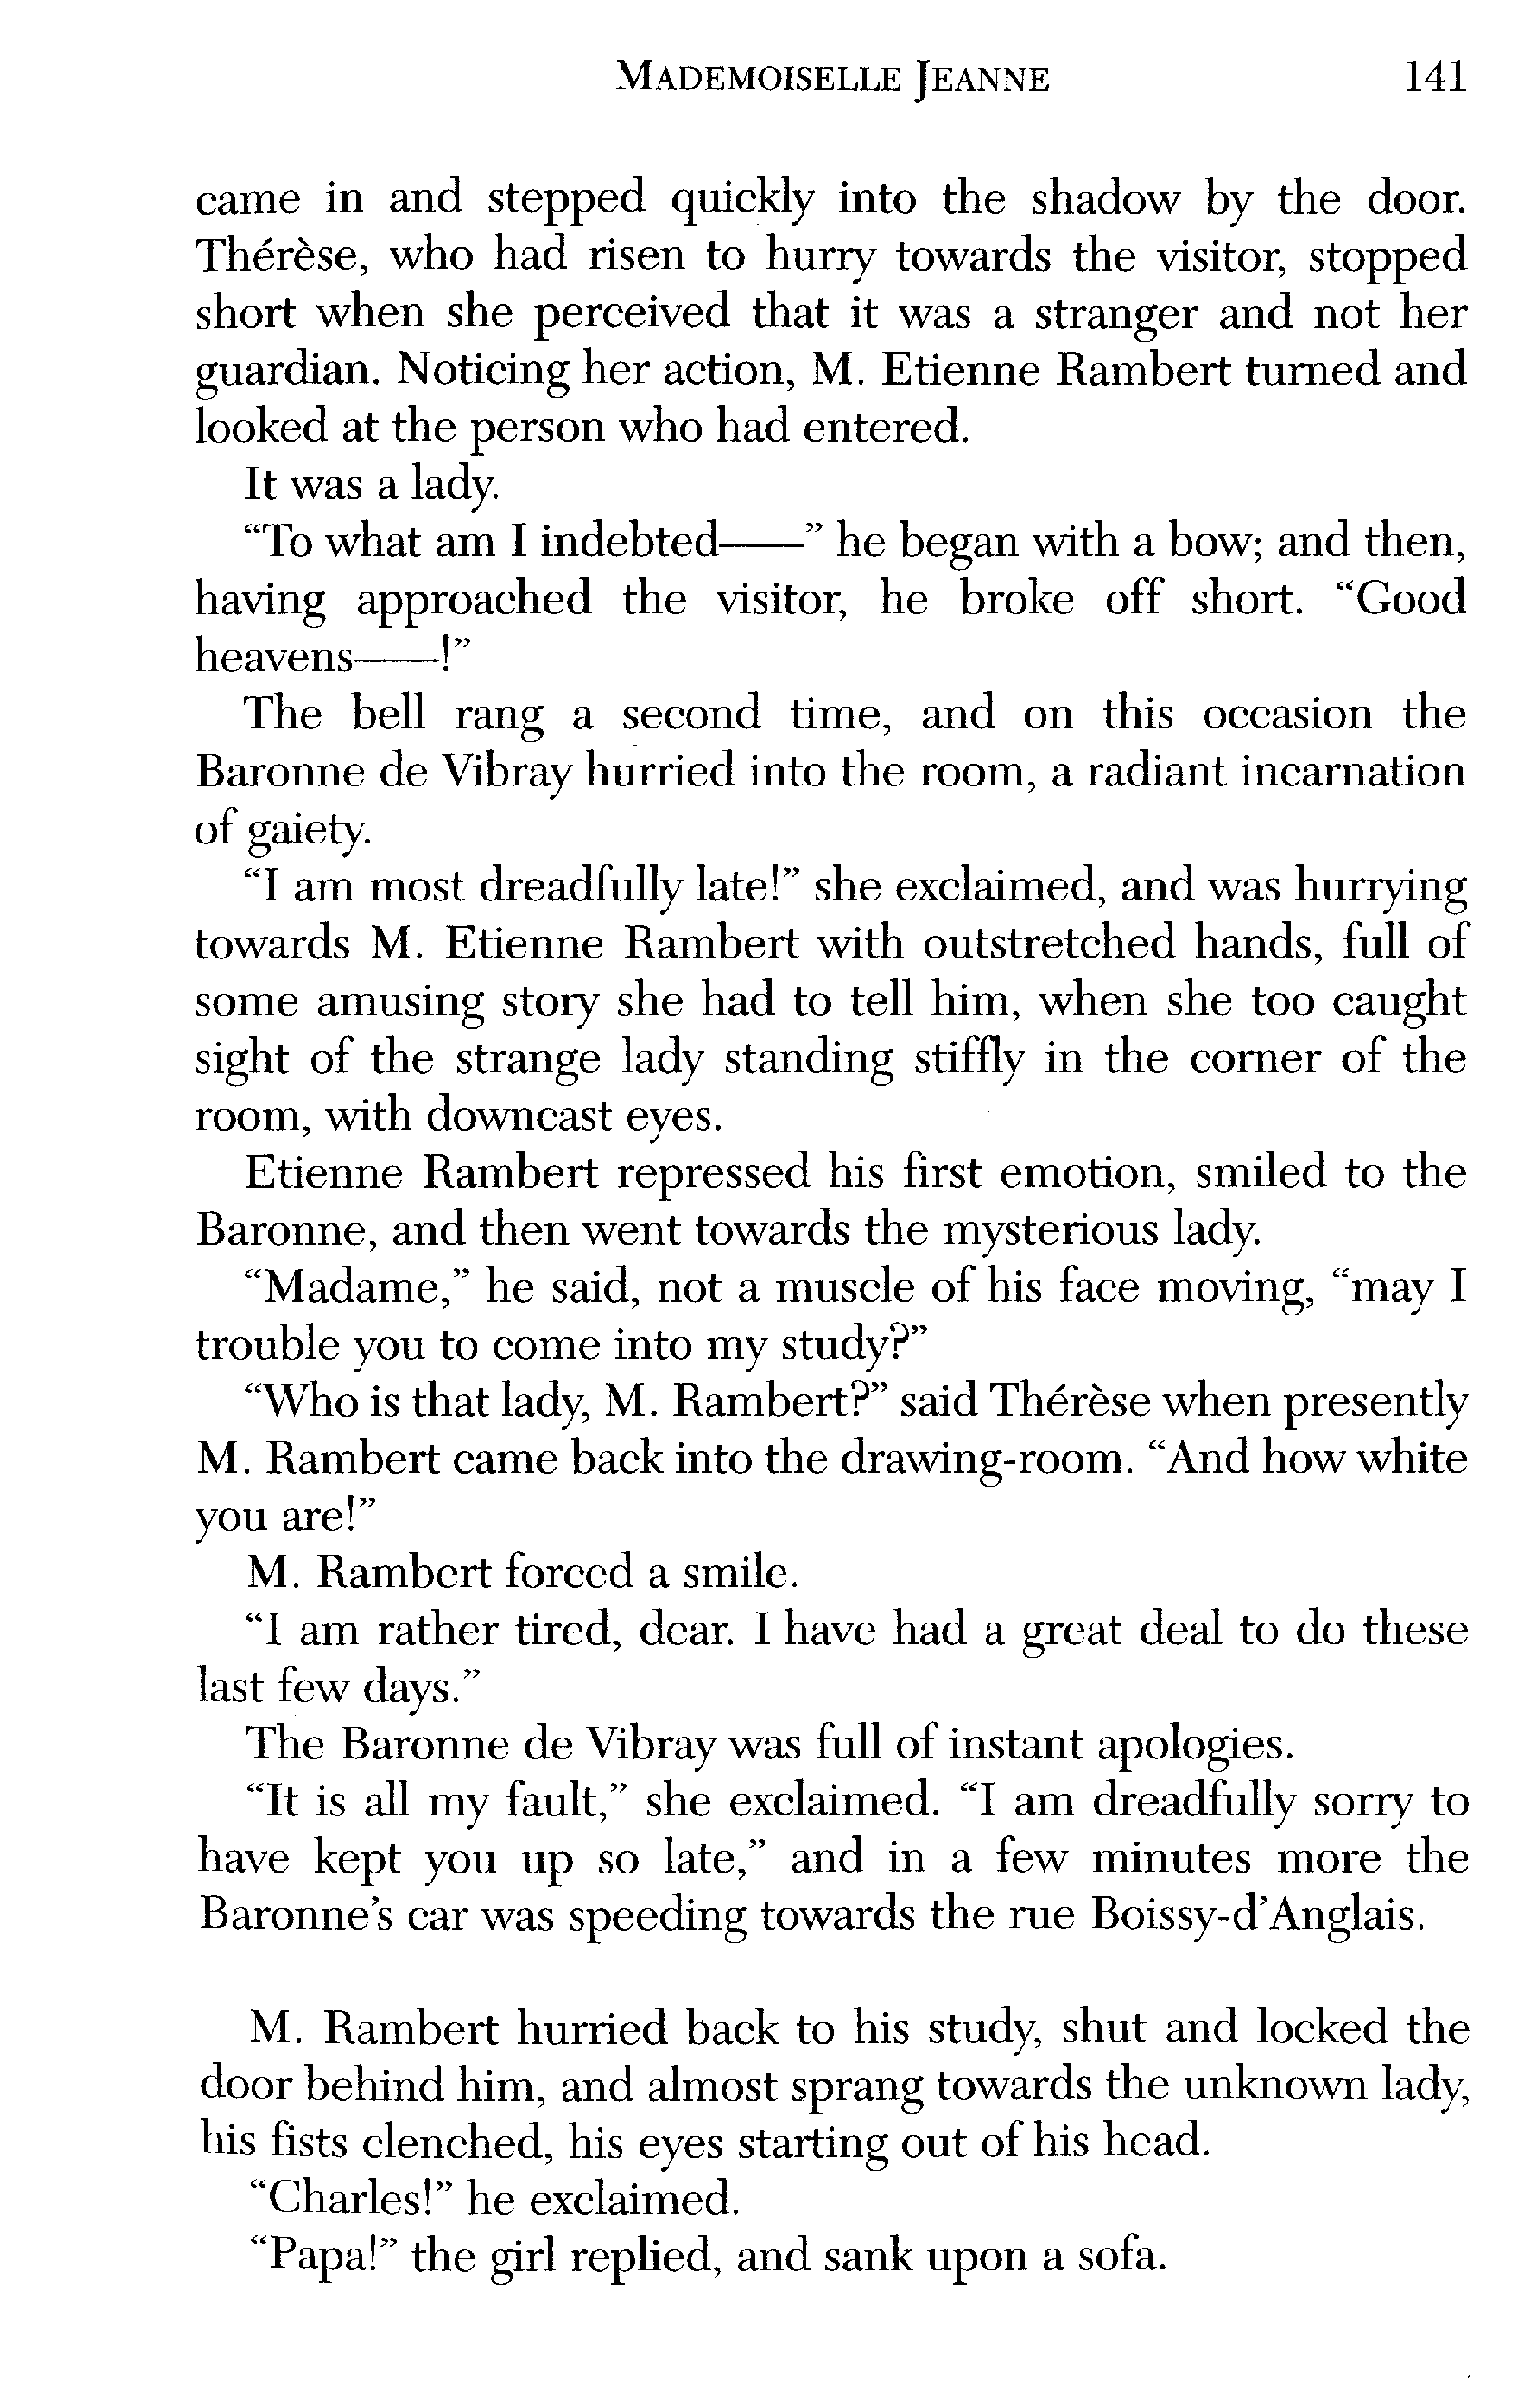 MADEMOISELLE JEANNE 141
came in and stepped quickly into the shadow by the door.
Thérèse, who had risen to hurry towards the visitor, stopped
short when she perceived that it was a stranger and not her
guardian. Noticing her action, M. Etienne Rambert turned and
looked at the person who had entered.
It was a lady.
“To what am I indebted——” he began with a bow; and then,
having approached the visitor, he broke off short. “Good
heavens——!”
The bell rang a second time, and on this occasion the
Baronne de Vibray hurried into the room, a radiant incarnation
of gaiety.
“I am most dreadfully late!” she exclaimed, and was hurrying
towards M. Etienne Rambert with outstretched hands, full of
some amusing story she had to tell him, when she too caught
sight of the strange lady standing stiffly in the corner of the
room, with downcast eyes.
Etienne Rambert repressed his first emotion, smiled to the
Baronne, and then went towards the mysterious lady.
“Madame,” he said, not a muscle of his face moving, “may I
trouble you to come into my study?”
“Who is that lady, M. Rambert?” said Thérèse when presently
M. Rambert came back into the drawing-room. “And how white
you are!”
M. Rambert forced a smile.
“I am rather tired, dear. I have had a great deal to do these
last few days.”
The Baronne de Vibray was full of instant apologies.
“It is all my fault,” she exclaimed. “I am dreadfully sorry to
have kept you up so late,” and in a few minutes more the
Baronne’s car was speeding towards the rue Boissy-d’Anglais.
M. Rambert hurried back to his study, shut and locked the
door behind him, and almost sprang towards the unknown lady,
his fists clenched, his eyes starting out of his head.
“Charles!” he exclaimed.
“Papa!” the girl replied, and sank upon a sofa.